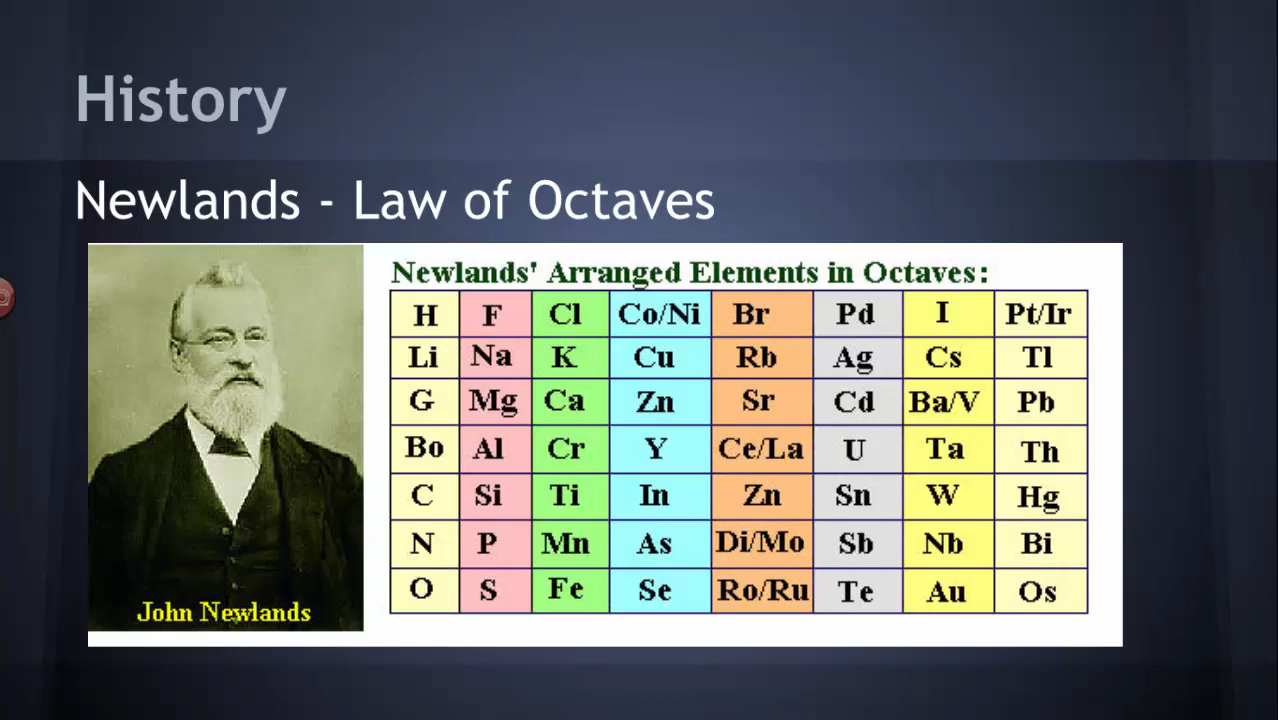 History
Newlands - Law of Octaves
Newlands' Arranged Elements in Octaves:
H F Cl Co/Ni Br Pd I Pt/Ir
Li Na K Cu Rb Ag Cs Tl
G Mg Ca Zn Sr Cd Ba/V Pb
Bo Al Cr Y Ce/La U Ta Th
C Si Ti In Zn Sn W Hg
N P Mn As Di/Mo Sb Nb Bi
O S Fe Se Ro/Ru Te Au Os
John Newlands